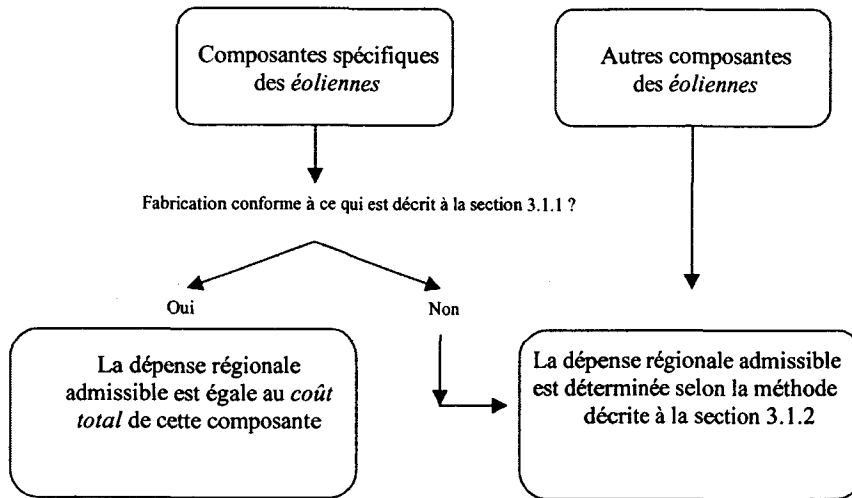 Composantes spécifiques
des éoliennes
Autres composantes
des éoliennes
Fabrication conforme à ce qui est décrit à la section 3.1.1 ?
Oui
Non
La dépense régionale
admissible est égale au coût
total de cette composante
La dépense régionale admissible
est déterminée selon la méthode
décrite à la section 3.1.2